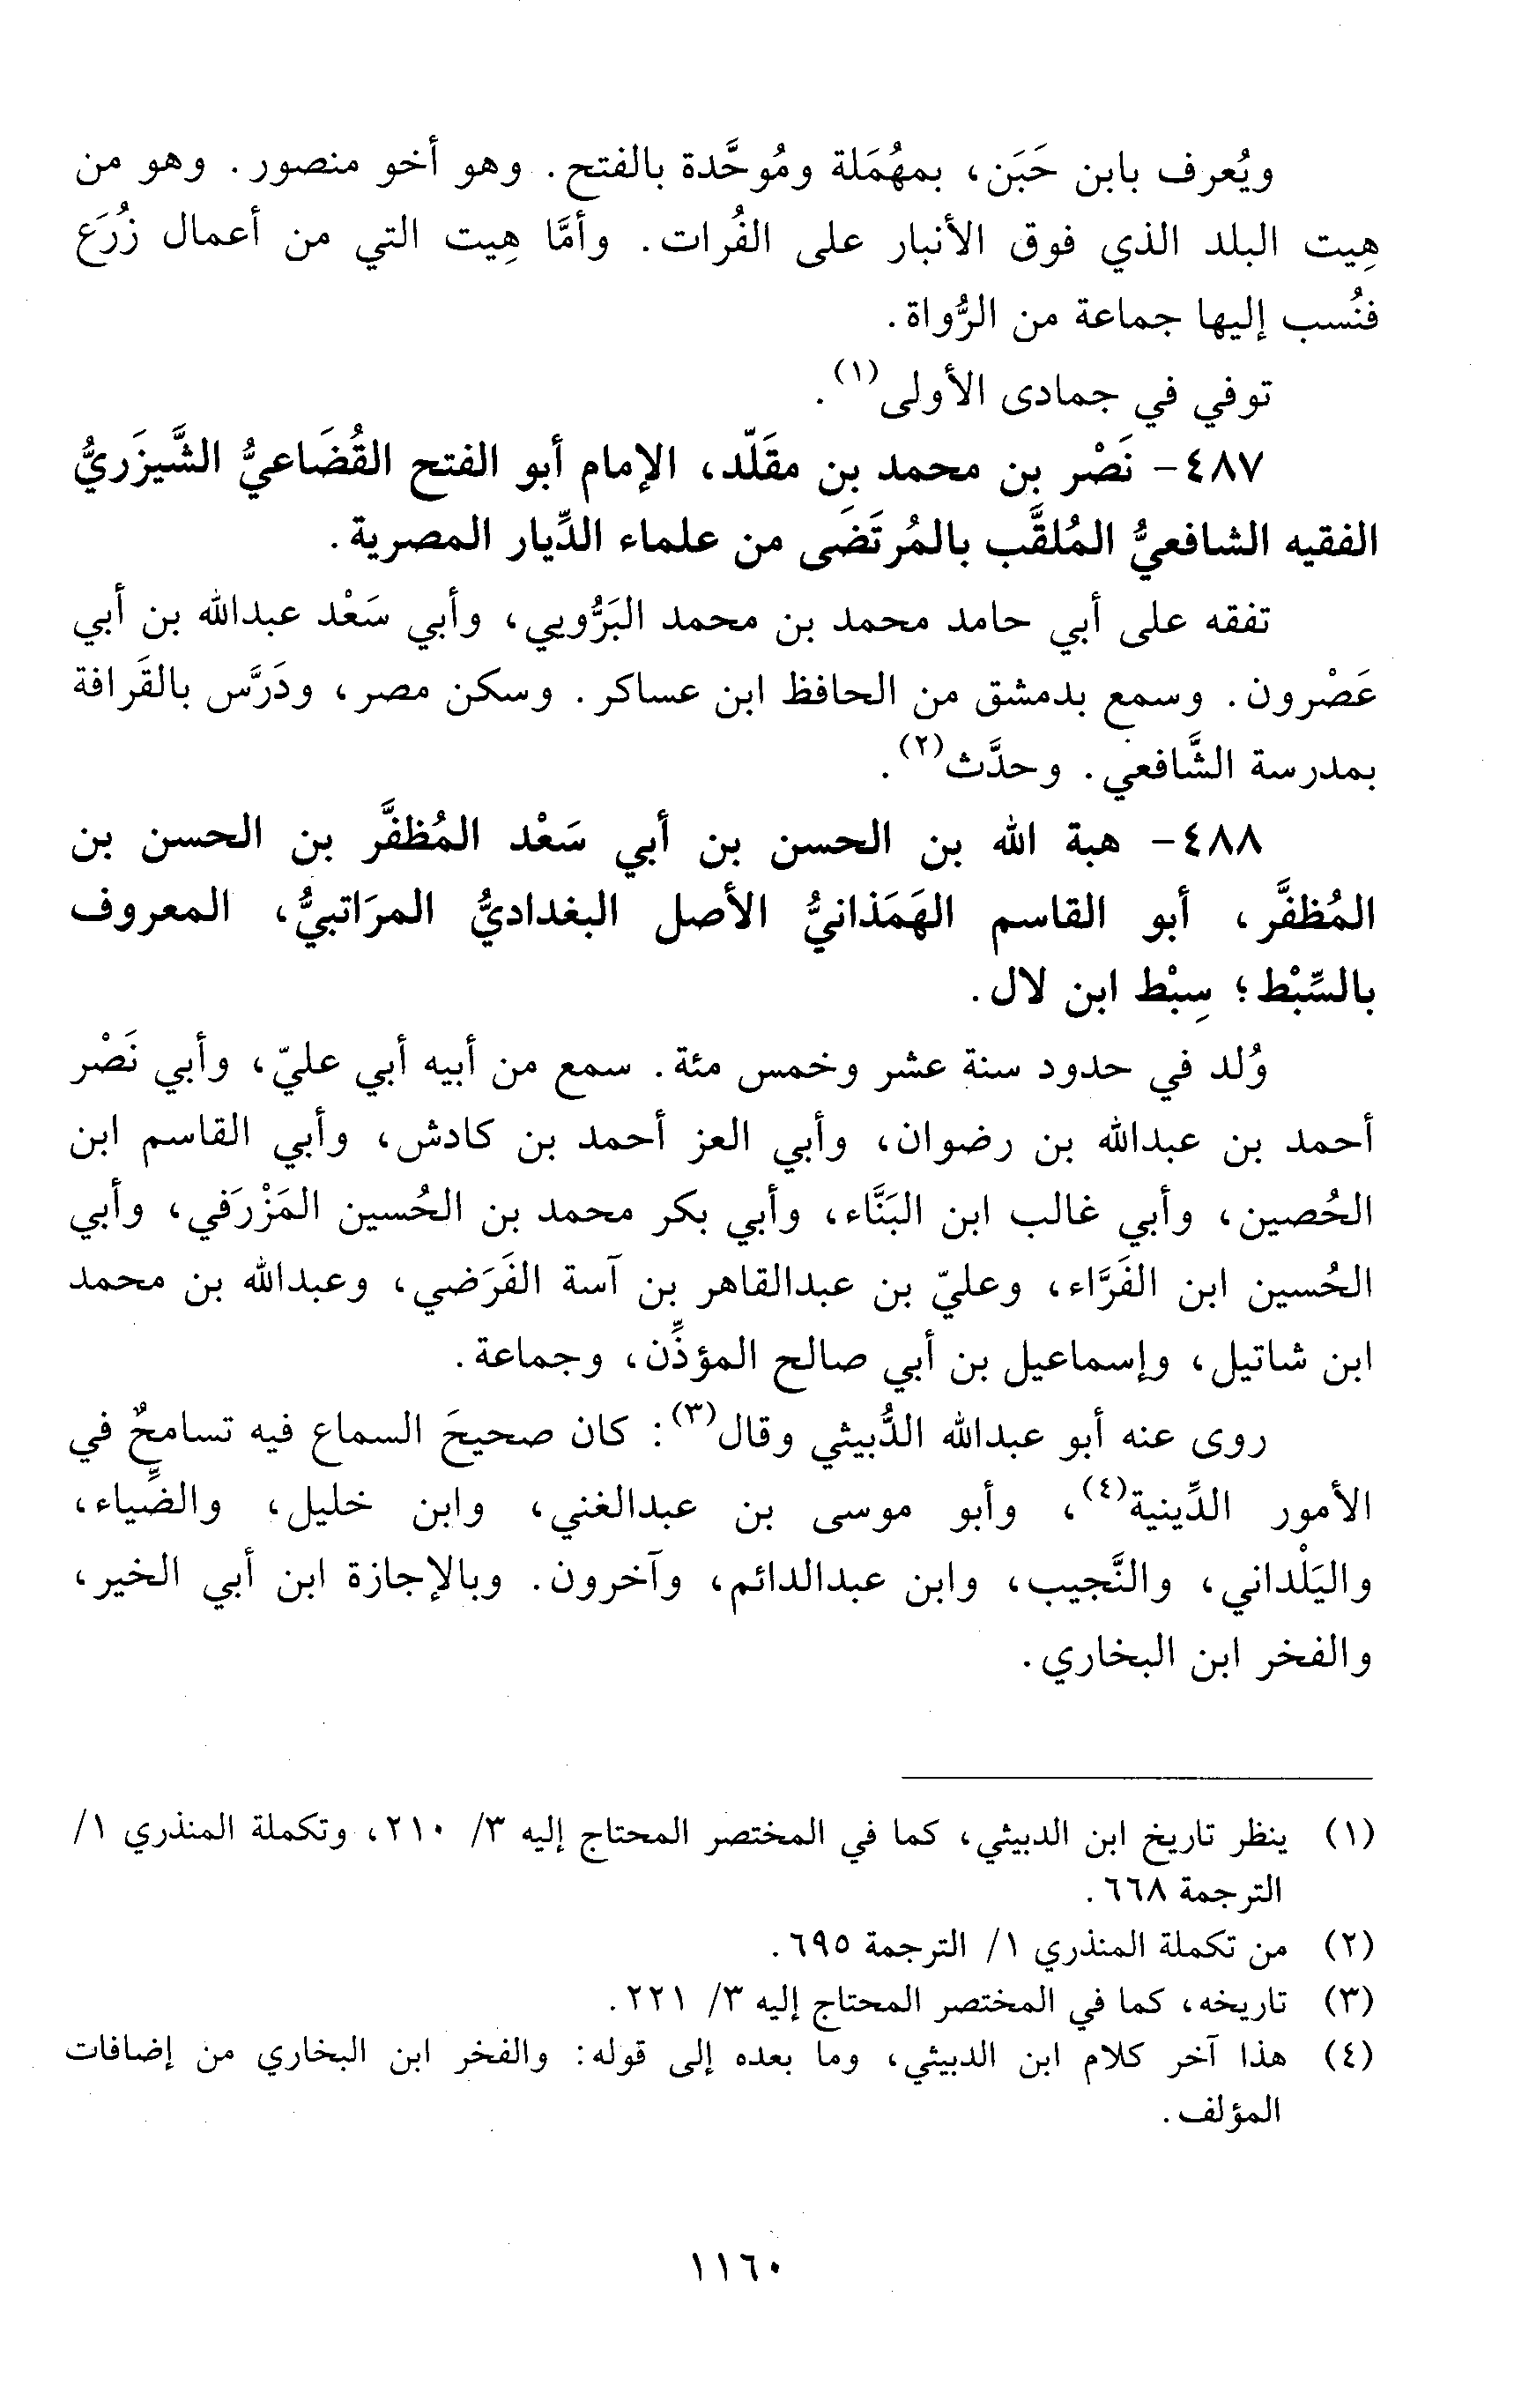 ويُعرف بابن حَبَن، بمهُمَلة ومُوحَّدة بالفتح. وهو أخو منصور. وهو من
هِيت البلد الذي فوق الأنبار على الفُرات. وأمَّا هِيت التي من أعمال زُرَع
فنُسب إليها جماعة من الرُّواة.
توفي في جمادى الأولى(١).
٤٨٧- نَصْر بن محمد بن مقَلّد، الإمام أبو الفتح القُضَاعيُّ الشَّيزَريُّ
الفقيه الشافعيُّ المُلقَّب بالمُرتَضَى من علماء الدِّيار المصرية.
تفقه على أبي حامد محمد بن محمد البَرُّويي، وأبي سَعْد عبدالله بن أبي
عَصْرون. وسمع بدمشق من الحافظ ابن عساكر. وسكن مصر، ودَرَّس بالقَرافة
بمدرسة الشَّافعي. وحدَّث(٢).
٤٨٨- هبة الله بن الحسن بن أبي سَعْد المُظفَّر بن الحسن بن
المُظفَّر، أبو القاسم الهَمَذانيُّ الأصل البغداديُّ المرَاتبيُّ، المعروف
بالسِّبْط؛ سِبْط ابن لال.
وُلد في حدود سنة عشر وخمس مئة. سمع من أبيه أبي عليّ، وأبي نَصْر
أحمد بن عبدالله بن رضوان، وأبي العز أحمد بن كادش، وأبي القاسم ابن
الحُصين، وأبي غالب ابن البَنَّاء، وأبي بكر محمد بن الحُسين المَزْرَفي، وأبي
الحُسين ابن الفَرَّاء، وعليّ بن عبدالقاهر بن آسة الفَرَضي، وعبدالله بن محمد
ابن شاتيل، وإسماعيل بن أبي صالح المؤذِّن، وجماعة.
روى عنه أبو عبدالله الدُّبيثي وقال(٣): كان صحيحَ السماع فيه تسامحٌ في
الأمور الدِّينية(٤)، وأبو موسى بن عبدالغني، وابن خليل، والضِّياء،
واليَلْداني، والنَّجيب، وابن عبدالدائم، وآخرون. وبالإجازة ابن أبي الخير،
والفخر ابن البخاري.
(١) ينظر تاريخ ابن الدبيثي، كما في المختصر المحتاج إليه ٣/ ٢١٠، وتكملة المنذري ١/
الترجمة ٦٦٨.
(٢) من تكملة المنذري ١/ الترجمة ٦٩٥.
(٣) تاريخه، كما في المختصر المحتاج إليه ٣/ ٢٢١.
(٤) هذا آخر كلام ابن الدبيثي، وما بعده إلى قوله: والفخر ابن البخاري من إضافات
المؤلف.
١١٦٠